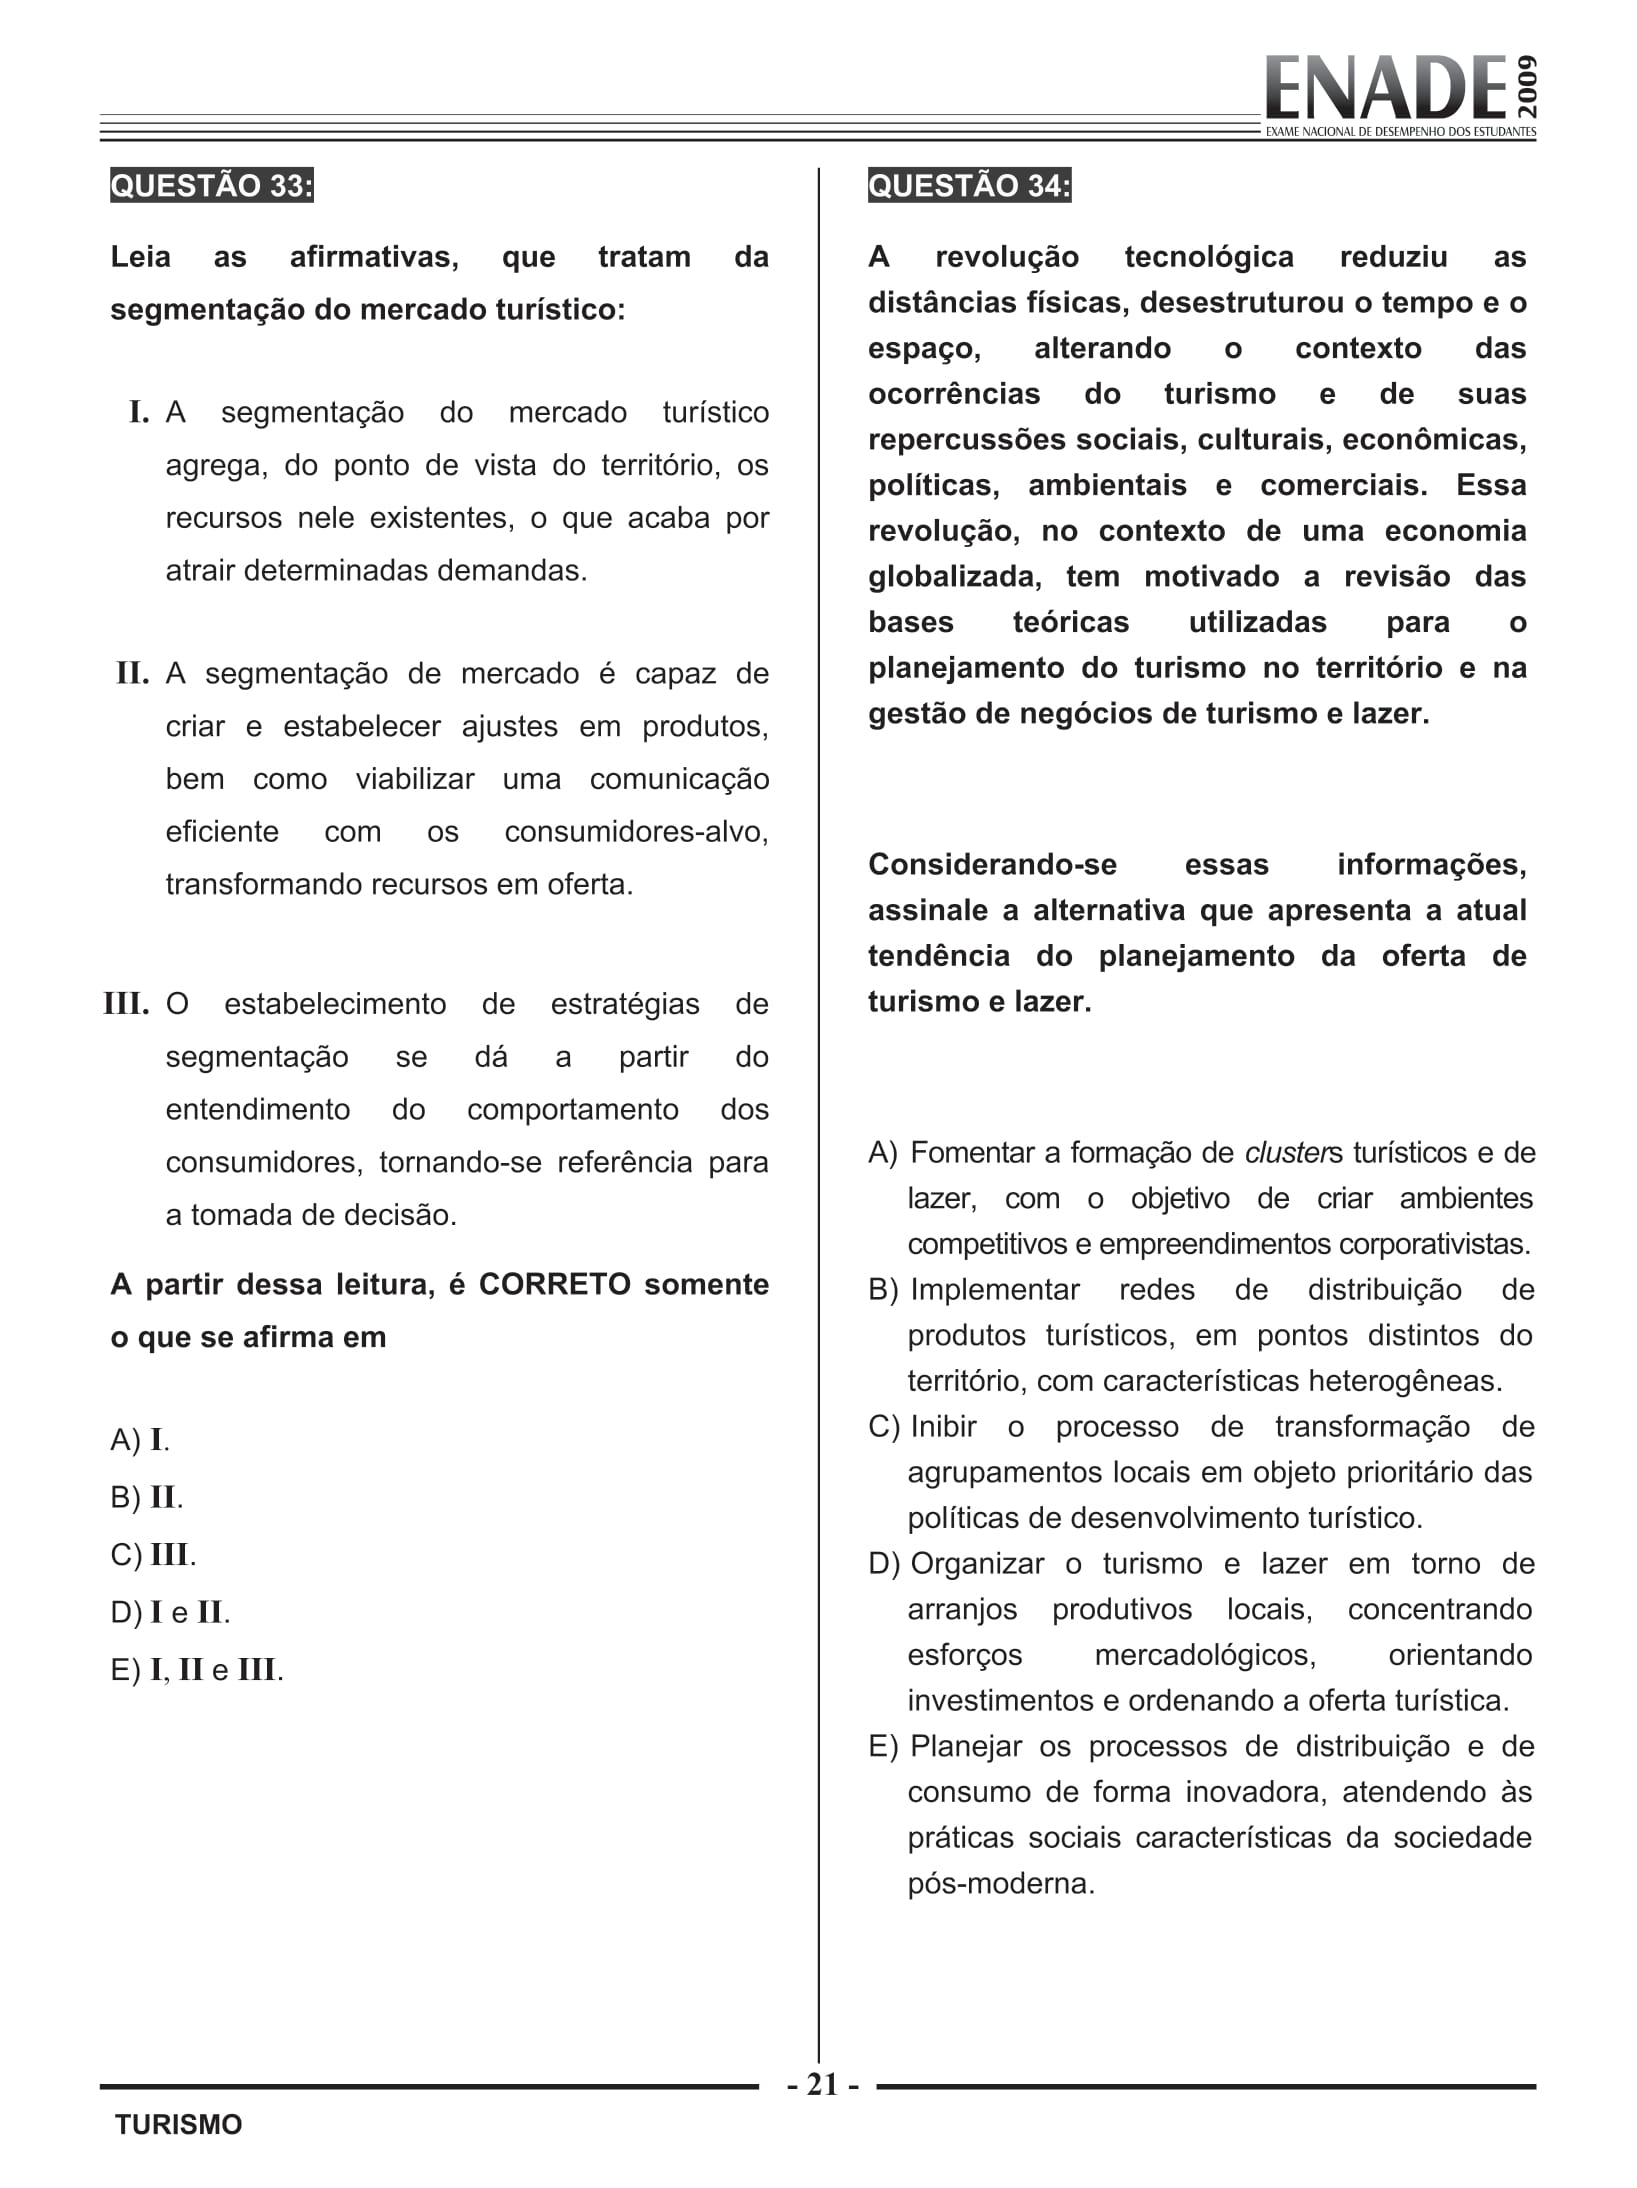 ENADE 2009
EXAME NACIONAL DE DESEMPENHO DOS ESTUDANTES
QUESTÃO 33:
Leia as afirmativas, que tratam da
segmentação do mercado turístico:
I. A segmentação do mercado turístico
agrega, do ponto de vista do território, os
recursos nele existentes, o que acaba por
atrair determinadas demandas.
II. A segmentação de mercado é capaz de
criar e estabelecer ajustes em produtos,
bem como viabilizar uma comunicação
eficiente com os consumidores-alvo,
transformando recursos em oferta.
III. O estabelecimento de estratégias de
segmentação se dá a partir do
entendimento do comportamento dos
consumidores, tornando-se referência para
a tomada de decisão.
A partir dessa leitura, é CORRETO somente
o que se afirma em
A) I.
B) II.
C) III.
D) I e II.
E) I, II e III.
QUESTÃO 34:
A revolução tecnológica reduziu as
distâncias físicas, desestruturou o tempo e o
espaço, alterando o contexto das
ocorrências do turismo e de suas
repercussões sociais, culturais, econômicas,
políticas, ambientais e comerciais. Essa
revolução, no contexto de uma economia
globalizada, tem motivado a revisão das
bases teóricas utilizadas para o
planejamento do turismo no território e na
gestão de negócios de turismo e lazer.
Considerando-se essas informações,
assinale a alternativa que apresenta a atual
tendência do planejamento da oferta de
turismo e lazer.
A) Fomentar a formação de clusters turísticos e de
lazer, com o objetivo de criar ambientes
competitivos e empreendimentos corporativistas.
B) Implementar redes de distribuição de
produtos turísticos, em pontos distintos do
território, com características heterogêneas.
C) Inibir o processo de transformação de
agrupamentos locais em objeto prioritário das
políticas de desenvolvimento turístico.
D) Organizar o turismo e lazer em torno de
arranjos produtivos locais, concentrando
esforços mercadológicos, orientando
investimentos e ordenando a oferta turística.
E) Planejar os processos de distribuição e de
consumo de forma inovadora, atendendo às
práticas sociais características da sociedade
pós-moderna.
- 21 -
TURISMO